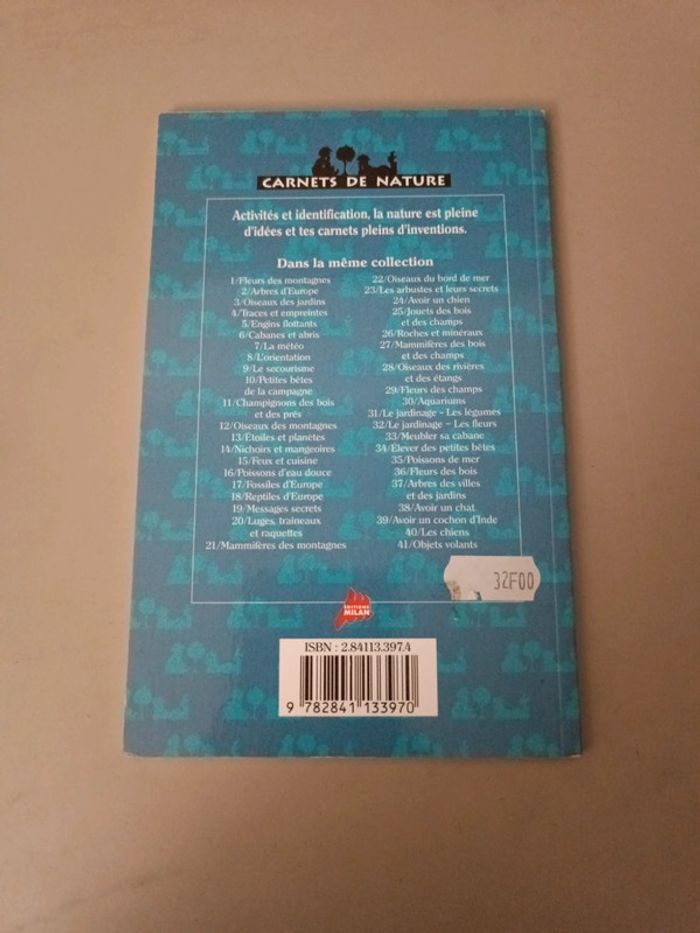 CARNETS DE NATURE
Activités et identification, la nature est pleine
d'idées et tes carnets pleins d'inventions.
Dans la même collection
1/Fleurs des montagnes
2/Arbres d'Europe
3/Oiseaux des jardins
4/Traces et empreintes
5/Engins flottants
6/Cabanes et abris
7/La météo
8/L'orientation
9/Le secourisme
10/Petites bêtes
de la campagne
11/Champignons des bois
et des prés
12/Oiseaux des montagnes
13/Étoiles et planètes
14/Nichoirs et mangeoires
15/Feux et cuisine
16/Poissons d'eau douce
17/Fossiles d'Europe
18/Reptiles d'Europe
19/Messages secrets
20/Luges, traîneaux
et raquettes
21/Mammifères des montagnes
22/Oiseaux du bord de mer
23/Les arbustes et leurs secrets
24/Avoir un chien
25/Jouets des bois
et des champs
26/Roches et minéraux
27/Mammifères des bois
et des champs
28/Oiseaux des rivières
et des étangs
29/Fleurs des champs
30/Aquariums
31/Le jardinage - Les légumes
32/Le jardinage - Les fleurs
33/Meubler sa cabane
34/Élever des petites bêtes
35/Poissons de mer
36/Fleurs des bois
37/Arbres des villes
et des jardins
38/Avoir un chat
39/Avoir un cochon d'Inde
40/Les chiens
41/Objets volants
32F00
EDITIONS
MILAN
ISBN : 2.84113.397.4
9 782841 133970